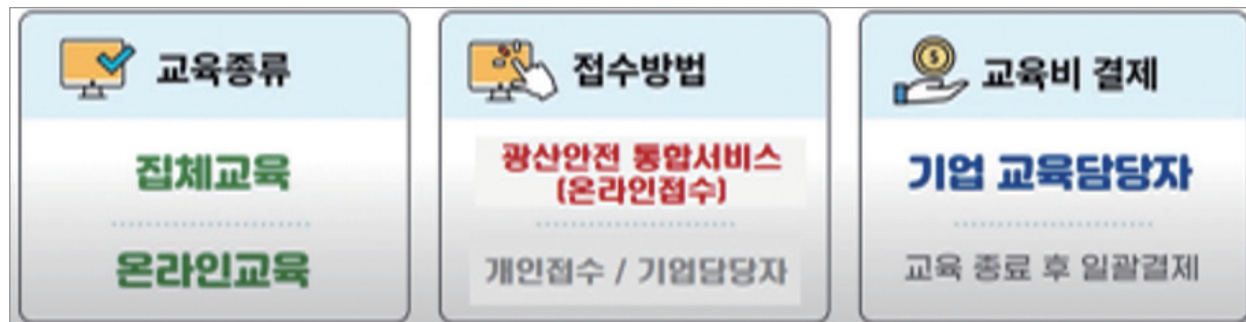 교육종류
집체교육
온라인교육
접수방법
광산안전 통합서비스
(온라인접수)
개인접수 / 기업담당자
교육비 결제
기업 교육담당자
교육 종료 후 일괄결제